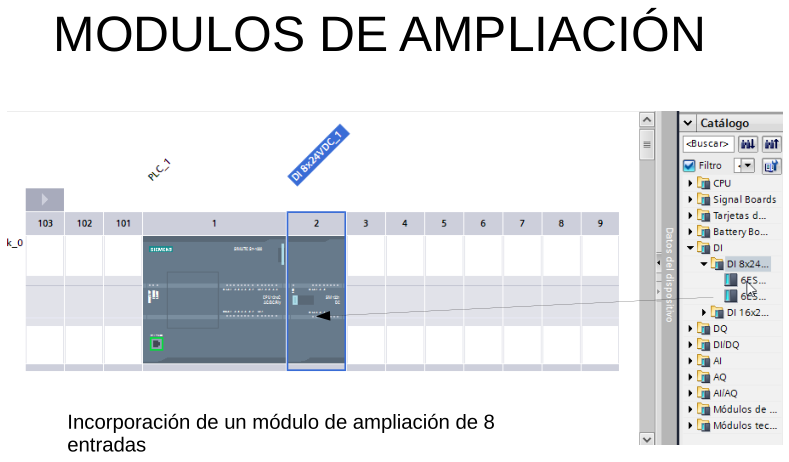 MODULOS DE AMPLIACIÓN
PLC_1
DI 8x24VDC_1
103 102 101 1 2 3 4 5 6 7 8 9
k_0
SIEMENS
Datos del dispositivo
Catálogo
<Buscar>
Filtro
CPU
Signal Boards
Tarjetas d...
Battery Bo...
DI
DI 8x24...
6ES...
6ES...
DI 16x2...
DQ
DI/DQ
AI
AQ
AI/AQ
Módulos de ...
Módulos tec...
Incorporación de un módulo de ampliación de 8
entradas